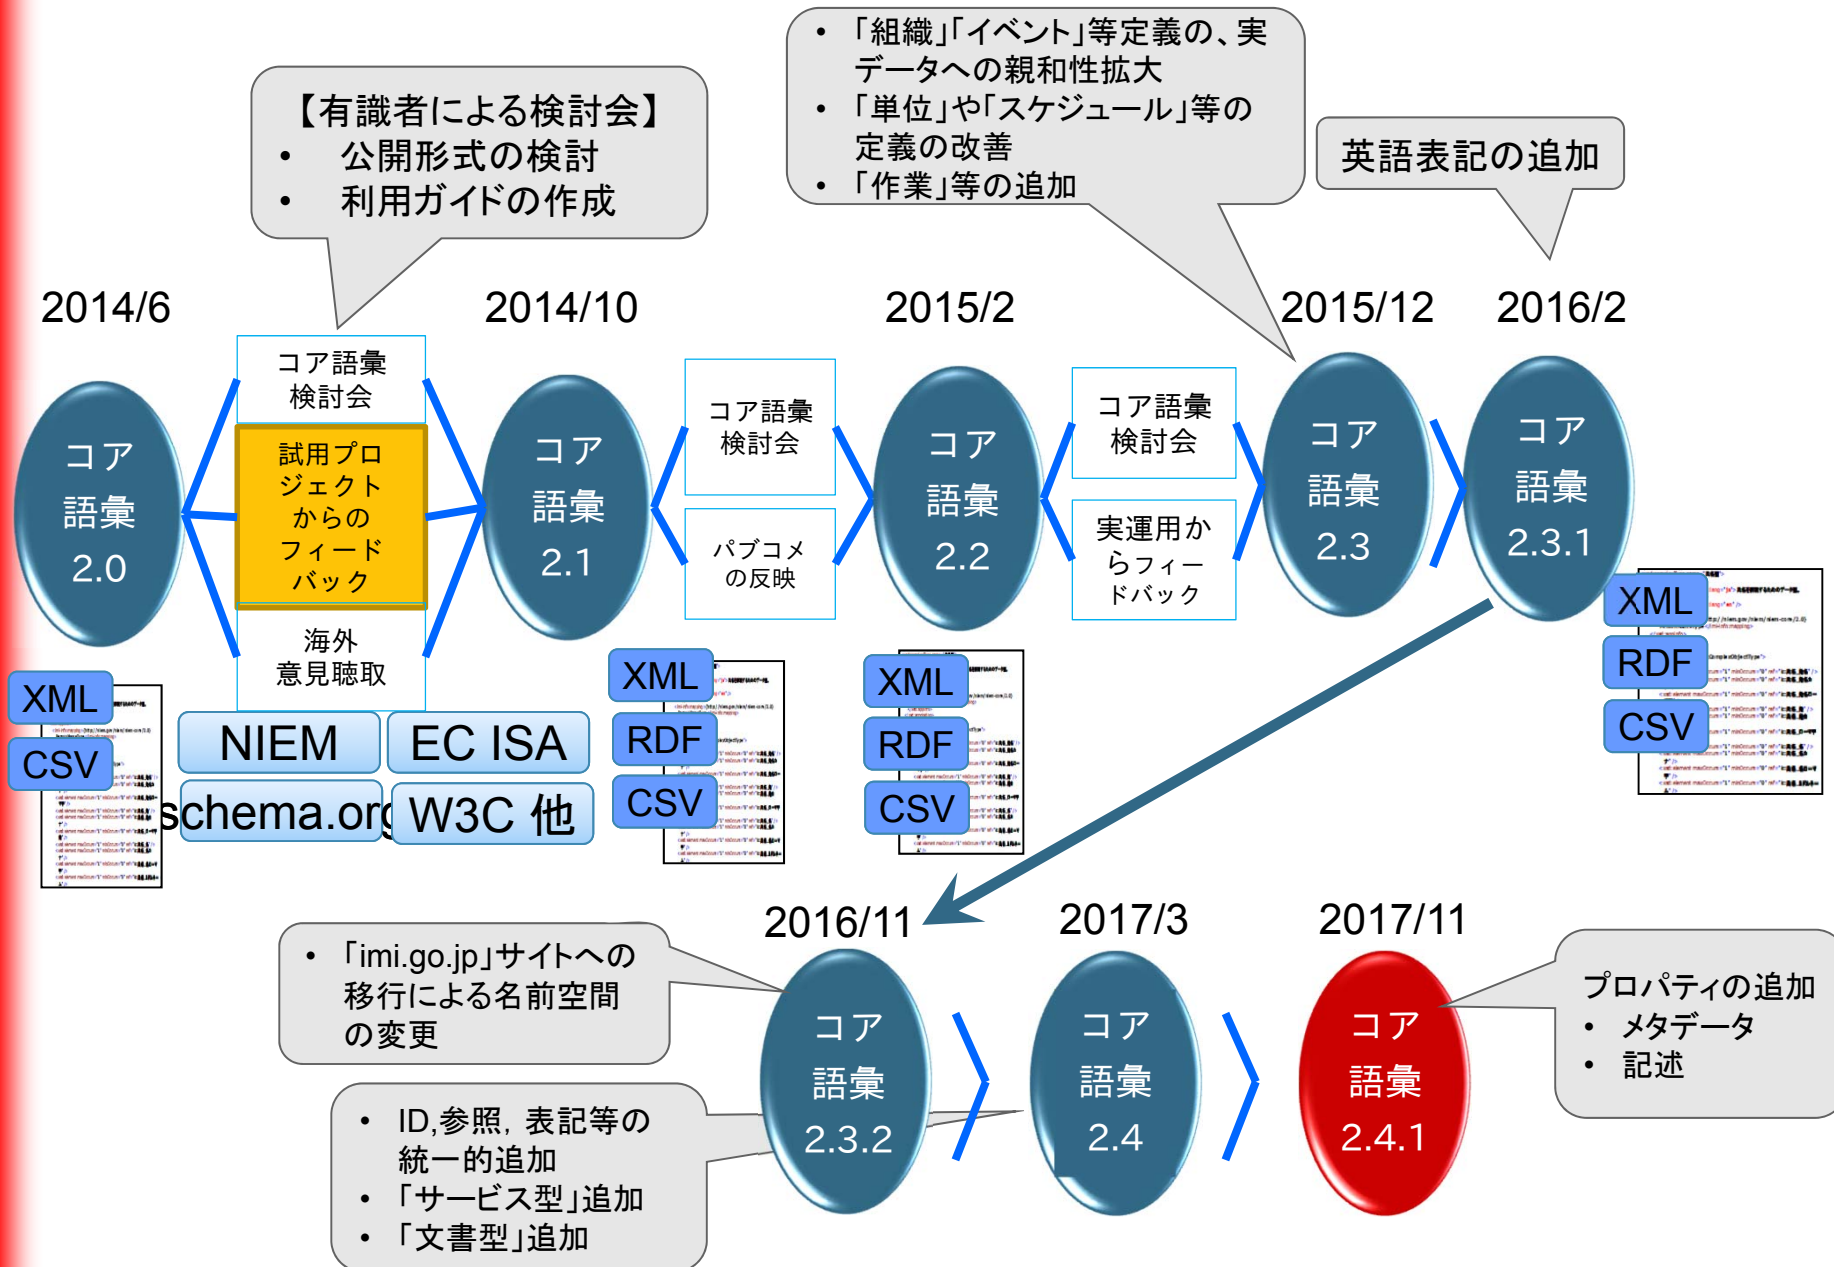 • 「組織」「イベント」等定義の、実
データへの親和性拡大
• 「単位」や「スケジュール」等の
定義の改善
• 「作業」等の追加
【有識者による検討会】
• 公開形式の検討
• 利用ガイドの作成
英語表記の追加
2014/6
2014/10
2015/2
2015/12
2016/2
コア
語彙
2.0
コア語彙
検討会
試用プロ
ジェクト
からの
フィード
バック
海外
意見聴取
コア
語彙
2.1
コア語彙
検討会
パブコメ
の反映
コア
語彙
2.2
コア語彙
検討会
実運用か
らフィー
ドバック
コア
語彙
2.3
コア
語彙
2.3.1
XML
CSV
NIEM
EC ISA
schema.org
W3C 他
XML
RDF
CSV
XML
RDF
CSV
XML
RDF
CSV
2016/11
2017/3
2017/11
• 「imi.go.jp」サイトへの
移行による名前空間
の変更
コア
語彙
2.3.2
コア
語彙
2.4
コア
語彙
2.4.1
プロパティの追加
• メタデータ
• 記述
• ID,参照, 表記等の
統一的追加
• 「サービス型」追加
• 「文書型」追加